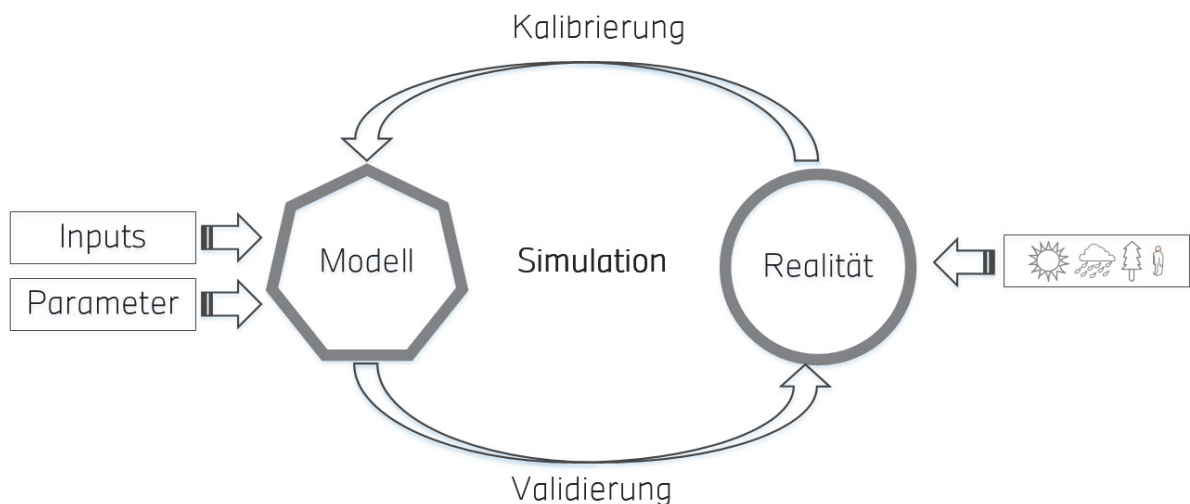 Kalibrierung
Inputs
Parameter
Modell
Simulation
Realität
Validierung